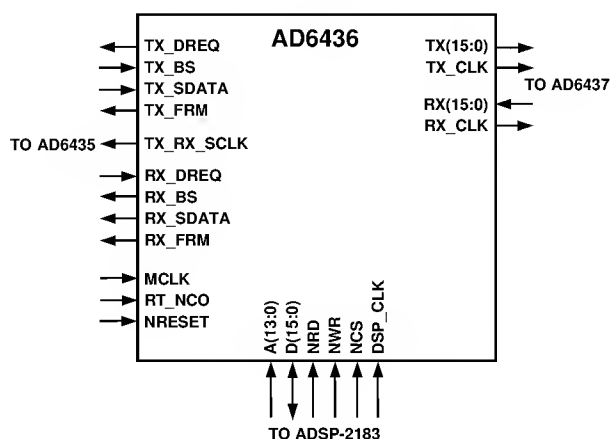 AD6436
TX_DREQ
TX_BS
TX_SDATA
TX_FRM
TO AD6435
TX_RX_SCLK
RX_DREQ
RX_BS
RX_SDATA
RX_FRM
MCLK
RT_NCO
NRESET
TX(15:0)
TX_CLK
TO AD6437
RX(15:0)
RX_CLK
A(13:0)
D(15:0)
NRD
NWR
NCS
DSP_CLK
TO ADSP-2183